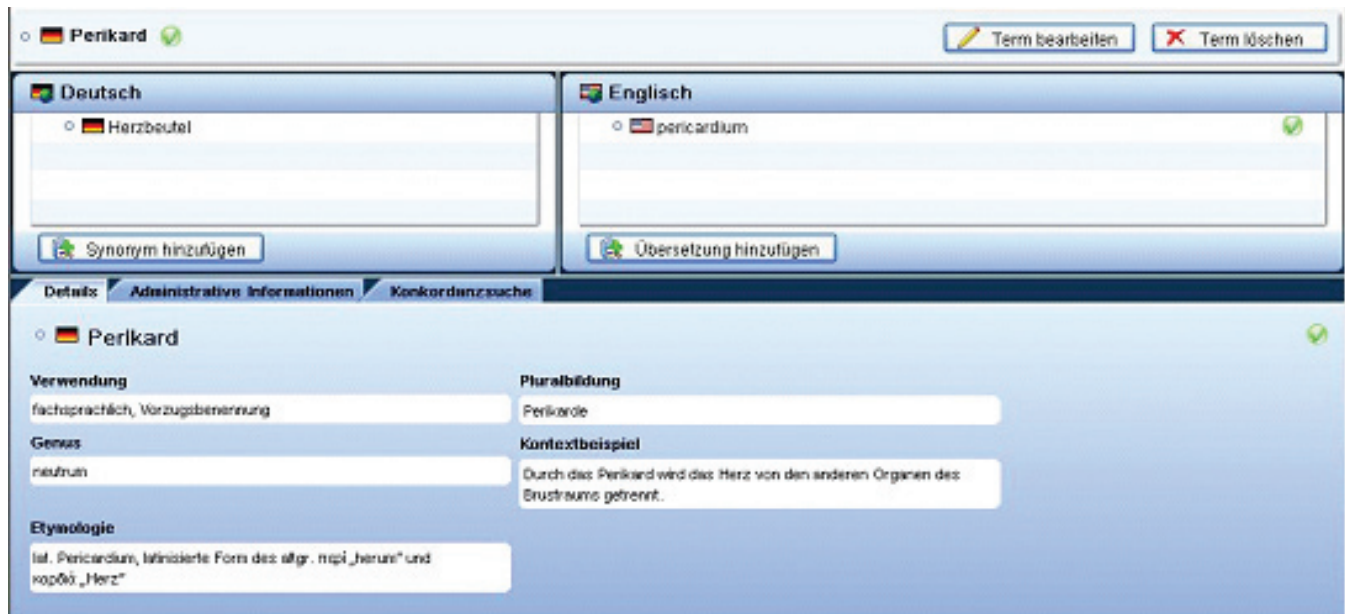 Perikard
Term bearbeiten
Term löschen
Deutsch
Englisch
Herzbeutel
pericardium
Synonym hinzufügen
Übersetzung hinzufügen
Details
Administrative Informationen
Konkordanzsuche
Perikard
Verwendung
Pluralbildung
fachsprachlich, Vorzugsbenennung
Perikarde
Genus
Kontextbeispiel
neutrum
Durch das Perikard wird das Herz von den anderen Organen des
Brustraums getrennt.
Etymologie
lat. Pericardium, latinisierte Form des altgr. περί „herum“ und
καρδιά „Herz“